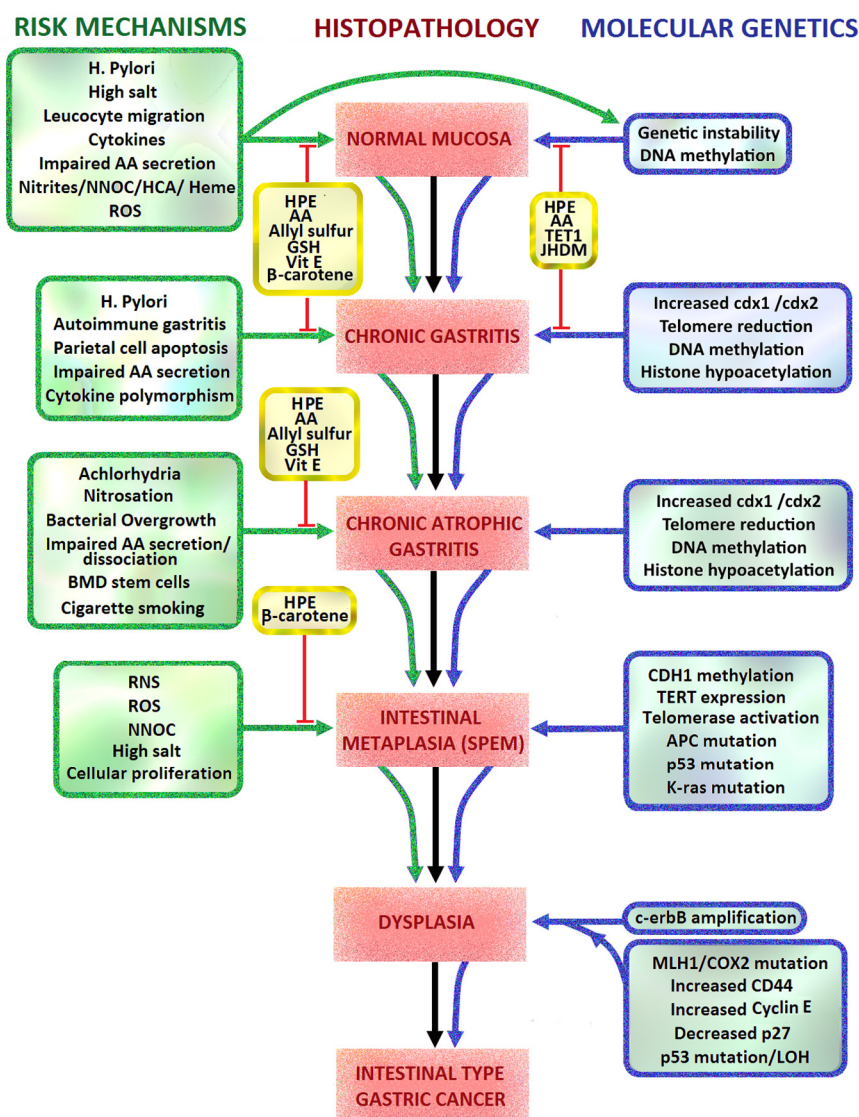 RISK MECHANISMS
HISTOPATHOLOGY
MOLECULAR GENETICS
H. Pylori
High salt
Leucocyte migration
Cytokines
Impaired AA secretion
Nitrites/NNOC/HCA/ Heme
ROS
NORMAL MUCOSA
Genetic instability
DNA methylation
HPE
AA
Allyl sulfur
GSH
Vit E
β-carotene
HPE
AA
TET1
JHDM
H. Pylori
Autoimmune gastritis
Parietal cell apoptosis
Impaired AA secretion
Cytokine polymorphism
CHRONIC GASTRITIS
Increased cdx1 /cdx2
Telomere reduction
DNA methylation
Histone hypoacetylation
HPE
AA
Allyl sulfur
GSH
Vit E
Achlorhydria
Nitrosation
Bacterial Overgrowth
Impaired AA secretion/
dissociation
BMD stem cells
Cigarette smoking
CHRONIC ATROPHIC
GASTRITIS
Increased cdx1 /cdx2
Telomere reduction
DNA methylation
Histone hypoacetylation
HPE
β-carotene
RNS
ROS
NNOC
High salt
Cellular proliferation
INTESTINAL
METAPLASIA (SPEM)
CDH1 methylation
TERT expression
Telomerase activation
APC mutation
p53 mutation
K-ras mutation
DYSPLASIA
c-erbB amplification
MLH1/COX2 mutation
Increased CD44
Increased Cyclin E
Decreased p27
p53 mutation/LOH
INTESTINAL TYPE
GASTRIC CANCER